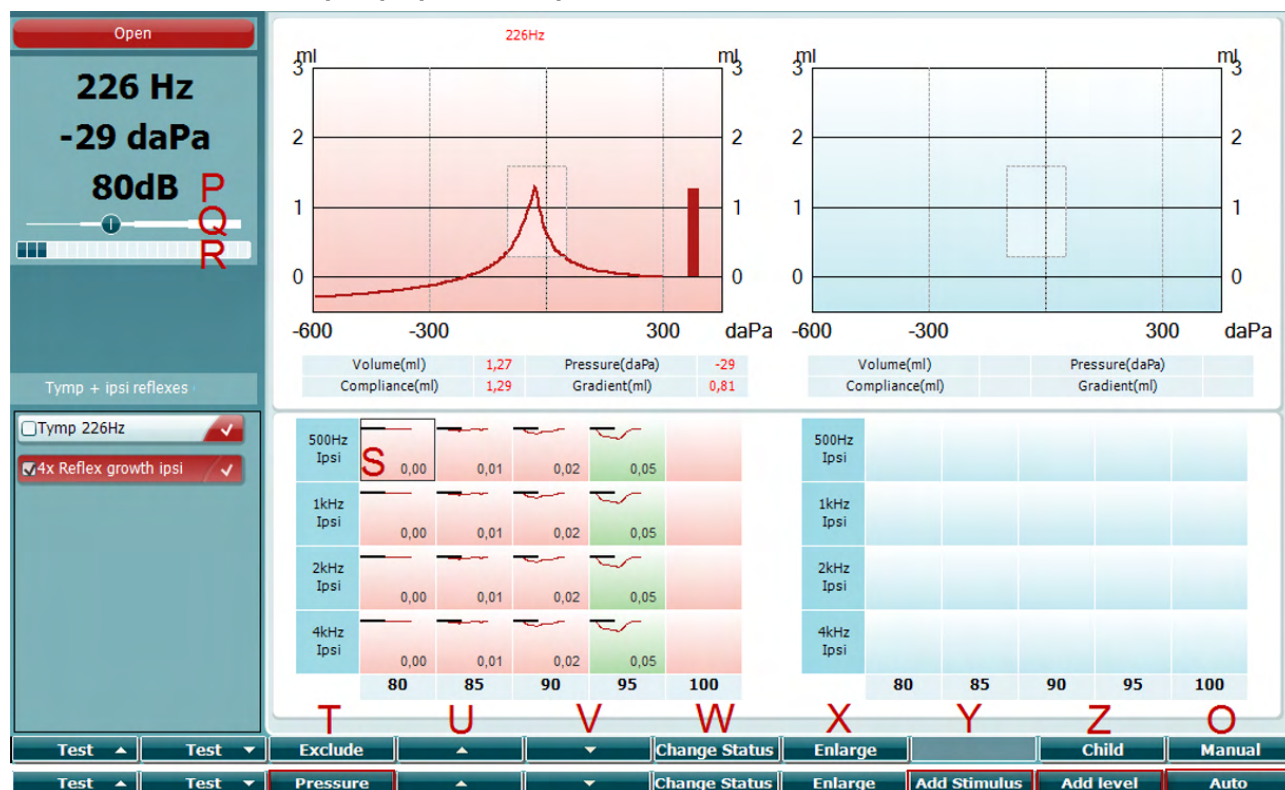 Open
226 Hz
-29 daPa
80dB P
Q
R
Tymp + ipsi reflexes
Tymp 226Hz
4x Reflex growth ipsi
226Hz
ml ml
3 3
2 2
1 1
0 0
-600 -300 300 daPa
Volume(ml) 1,27 Pressure(daPa) -29
Compliance(ml) 1,29 Gradient(ml) 0,81
ml ml
3 3
2 2
1 1
0 0
-600 -300 300 daPa
Volume(ml) Pressure(daPa)
Compliance(ml) Gradient(ml)
500Hz
Ipsi S 0,00 0,01 0,02 0,05
1kHz
Ipsi 0,00 0,01 0,02 0,05
2kHz
Ipsi 0,00 0,01 0,02 0,05
4kHz
Ipsi 0,00 0,01 0,02 0,05
80 85 90 95 100
500Hz
Ipsi
1kHz
Ipsi
2kHz
Ipsi
4kHz
Ipsi
80 85 90 95 100
T U V W X Y Z O
Test ▲ Test ▼ Exclude ▲ ▼ Change Status Enlarge Child Manual
Test ▲ Test ▼ Pressure ▲ ▼ Change Status Enlarge Add Stimulus Add level Auto